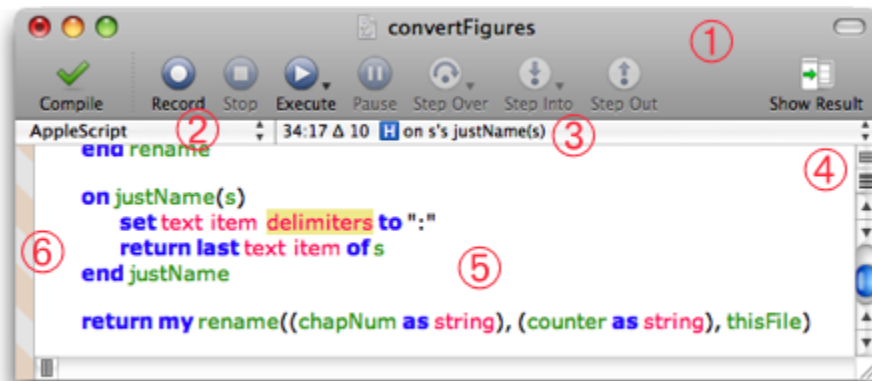 convertFigures
①
Compile Record Stop Execute Pause Step Over Step Into Step Out Show Result
AppleScript ② 34:17 Δ 10 H on s's justName(s) ③
end rename
④
on justName(s)
set text item delimiters to ":"
⑥ return last text item of s ⑤
end justName
return my rename((chapNum as string), (counter as string), thisFile)